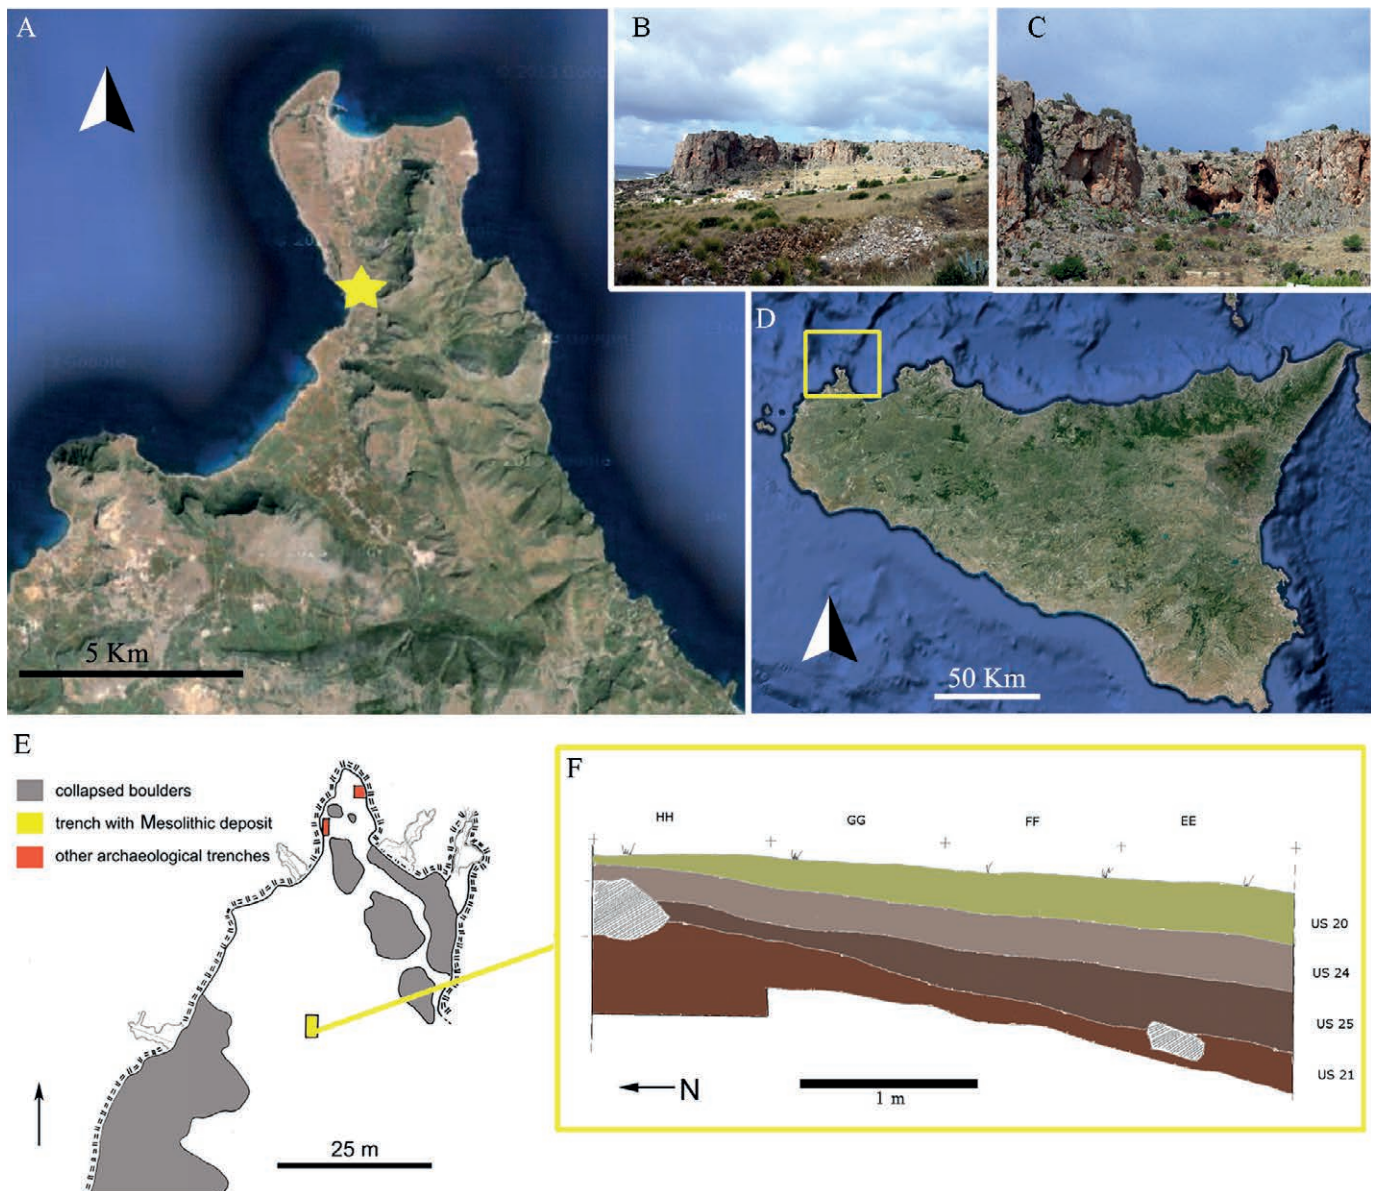 A
B
C
D
5 Km
50 Km
E
collapsed boulders
trench with Mesolithic deposit
other archaeological trenches
25 m
F
HH GG FF EE
US 20
US 24
US 25
US 21
N
1 m